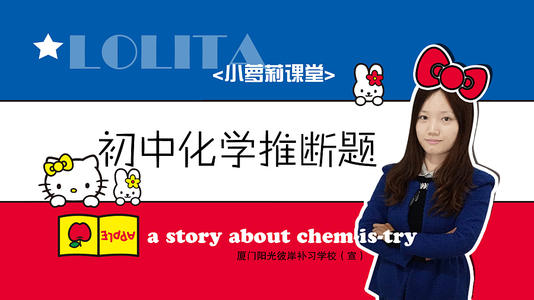 LOLITA
<小萝莉课堂>
初中化学推断题
APPLE
a story about chem-is-try
厦门阳光彼岸补习学校（宣）